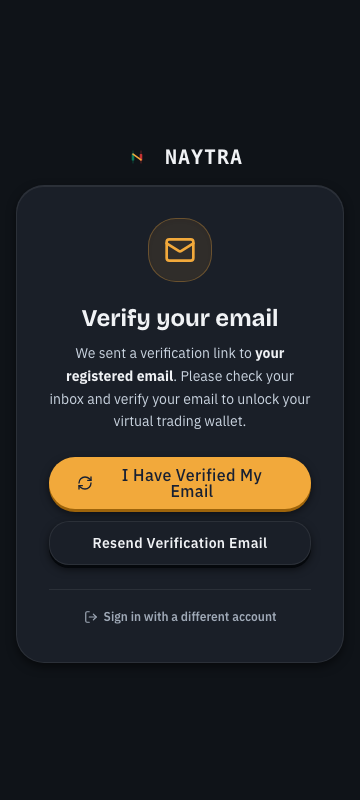 NAYTRA
Verify your email
We sent a verification link to your
registered email. Please check your
inbox and verify your email to unlock your
virtual trading wallet.
I Have Verified My
Email
Resend Verification Email
Sign in with a different account